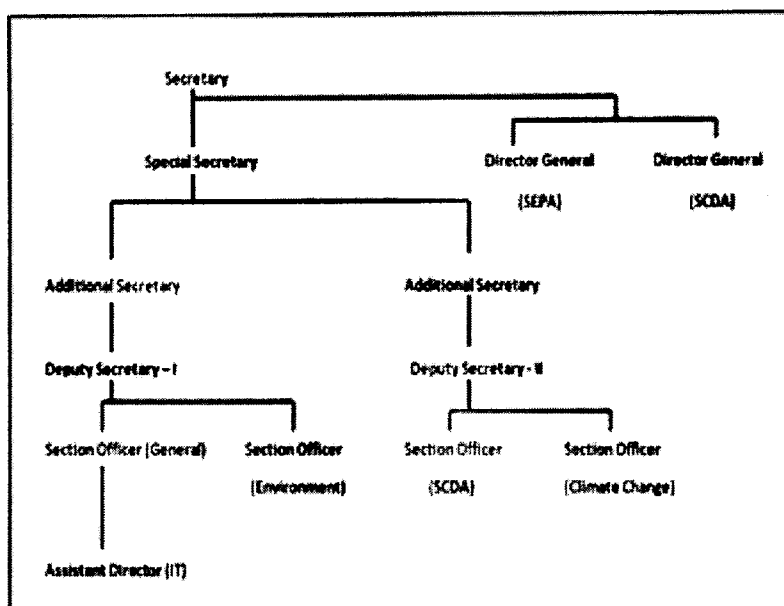 Secretary
Special Secretary
Director General
(SEPA)
Director General
(SCDA)
Additional Secretary
Additional Secretary
Deputy Secretary – I
Deputy Secretary - II
Section Officer (General)
Section Officer
(Environment)
Section Officer
(SCDA)
Section Officer
(Climate Change)
Assistant Director (IT)